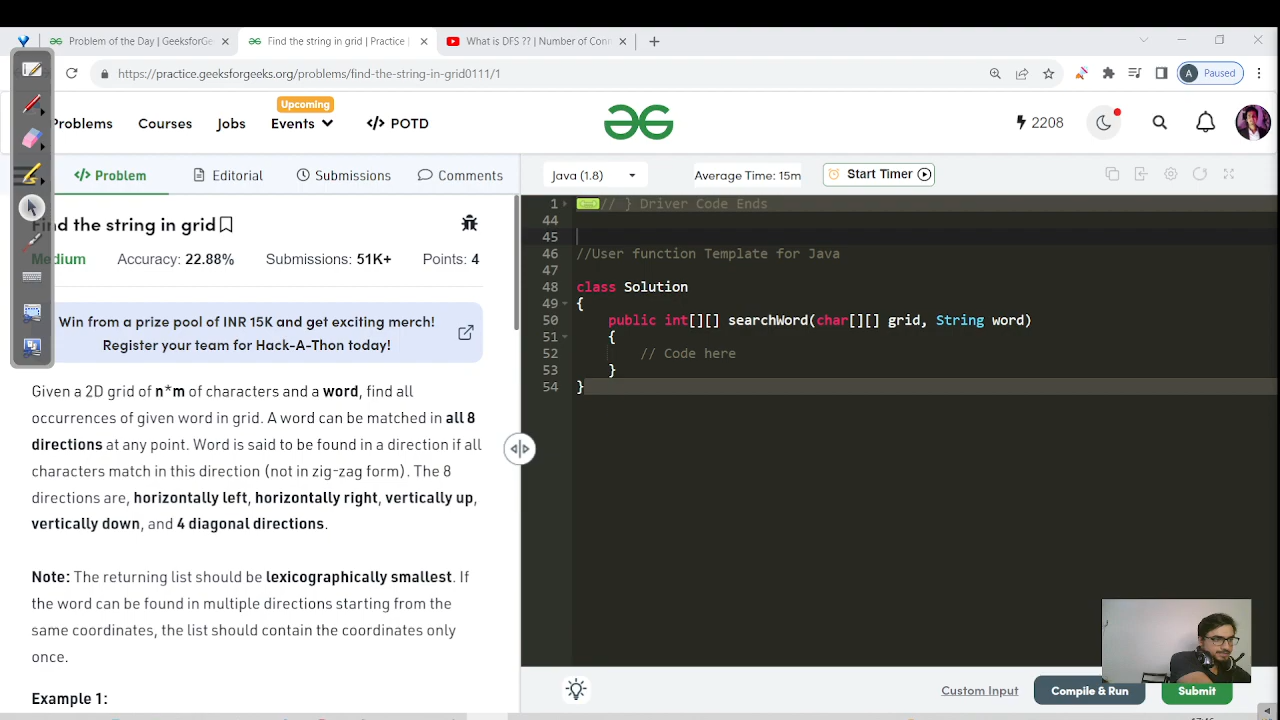 Problem of the Day | GeeksforGe
Find the string in grid | Practice |
What is DFS ?? | Number of Con
https://practice.geeksforgeeks.org/problems/find-the-string-in-grid0111/1
A Paused
Upcoming
Problems
Courses
Jobs
Events
</> POTD
2208
</> Problem
Editorial
Submissions
Comments
Java (1.8)
Average Time: 15m
Start Timer
Find the string in grid
Medium
Accuracy: 22.88%
Submissions: 51K+
Points: 4
Win from a prize pool of INR 15K and get exciting merch!
Register your team for Hack-A-Thon today!
Given a 2D grid of n*m of characters and a word, find all
occurrences of given word in grid. A word can be matched in all 8
directions at any point. Word is said to be found in a direction if all
characters match in this direction (not in zig-zag form). The 8
directions are, horizontally left, horizontally right, vertically up,
vertically down, and 4 diagonal directions.
Note: The returning list should be lexicographically smallest. If
the word can be found in multiple directions starting from the
same coordinates, the list should contain the coordinates only
once.
Example 1:
1 // } Driver Code Ends
44
45
46 //User function Template for Java
47
48 class Solution
49 {
50 public int[][] searchWord(char[][] grid, String word)
51 {
52 // Code here
53 }
54 }
Custom Input
Compile & Run
Submit